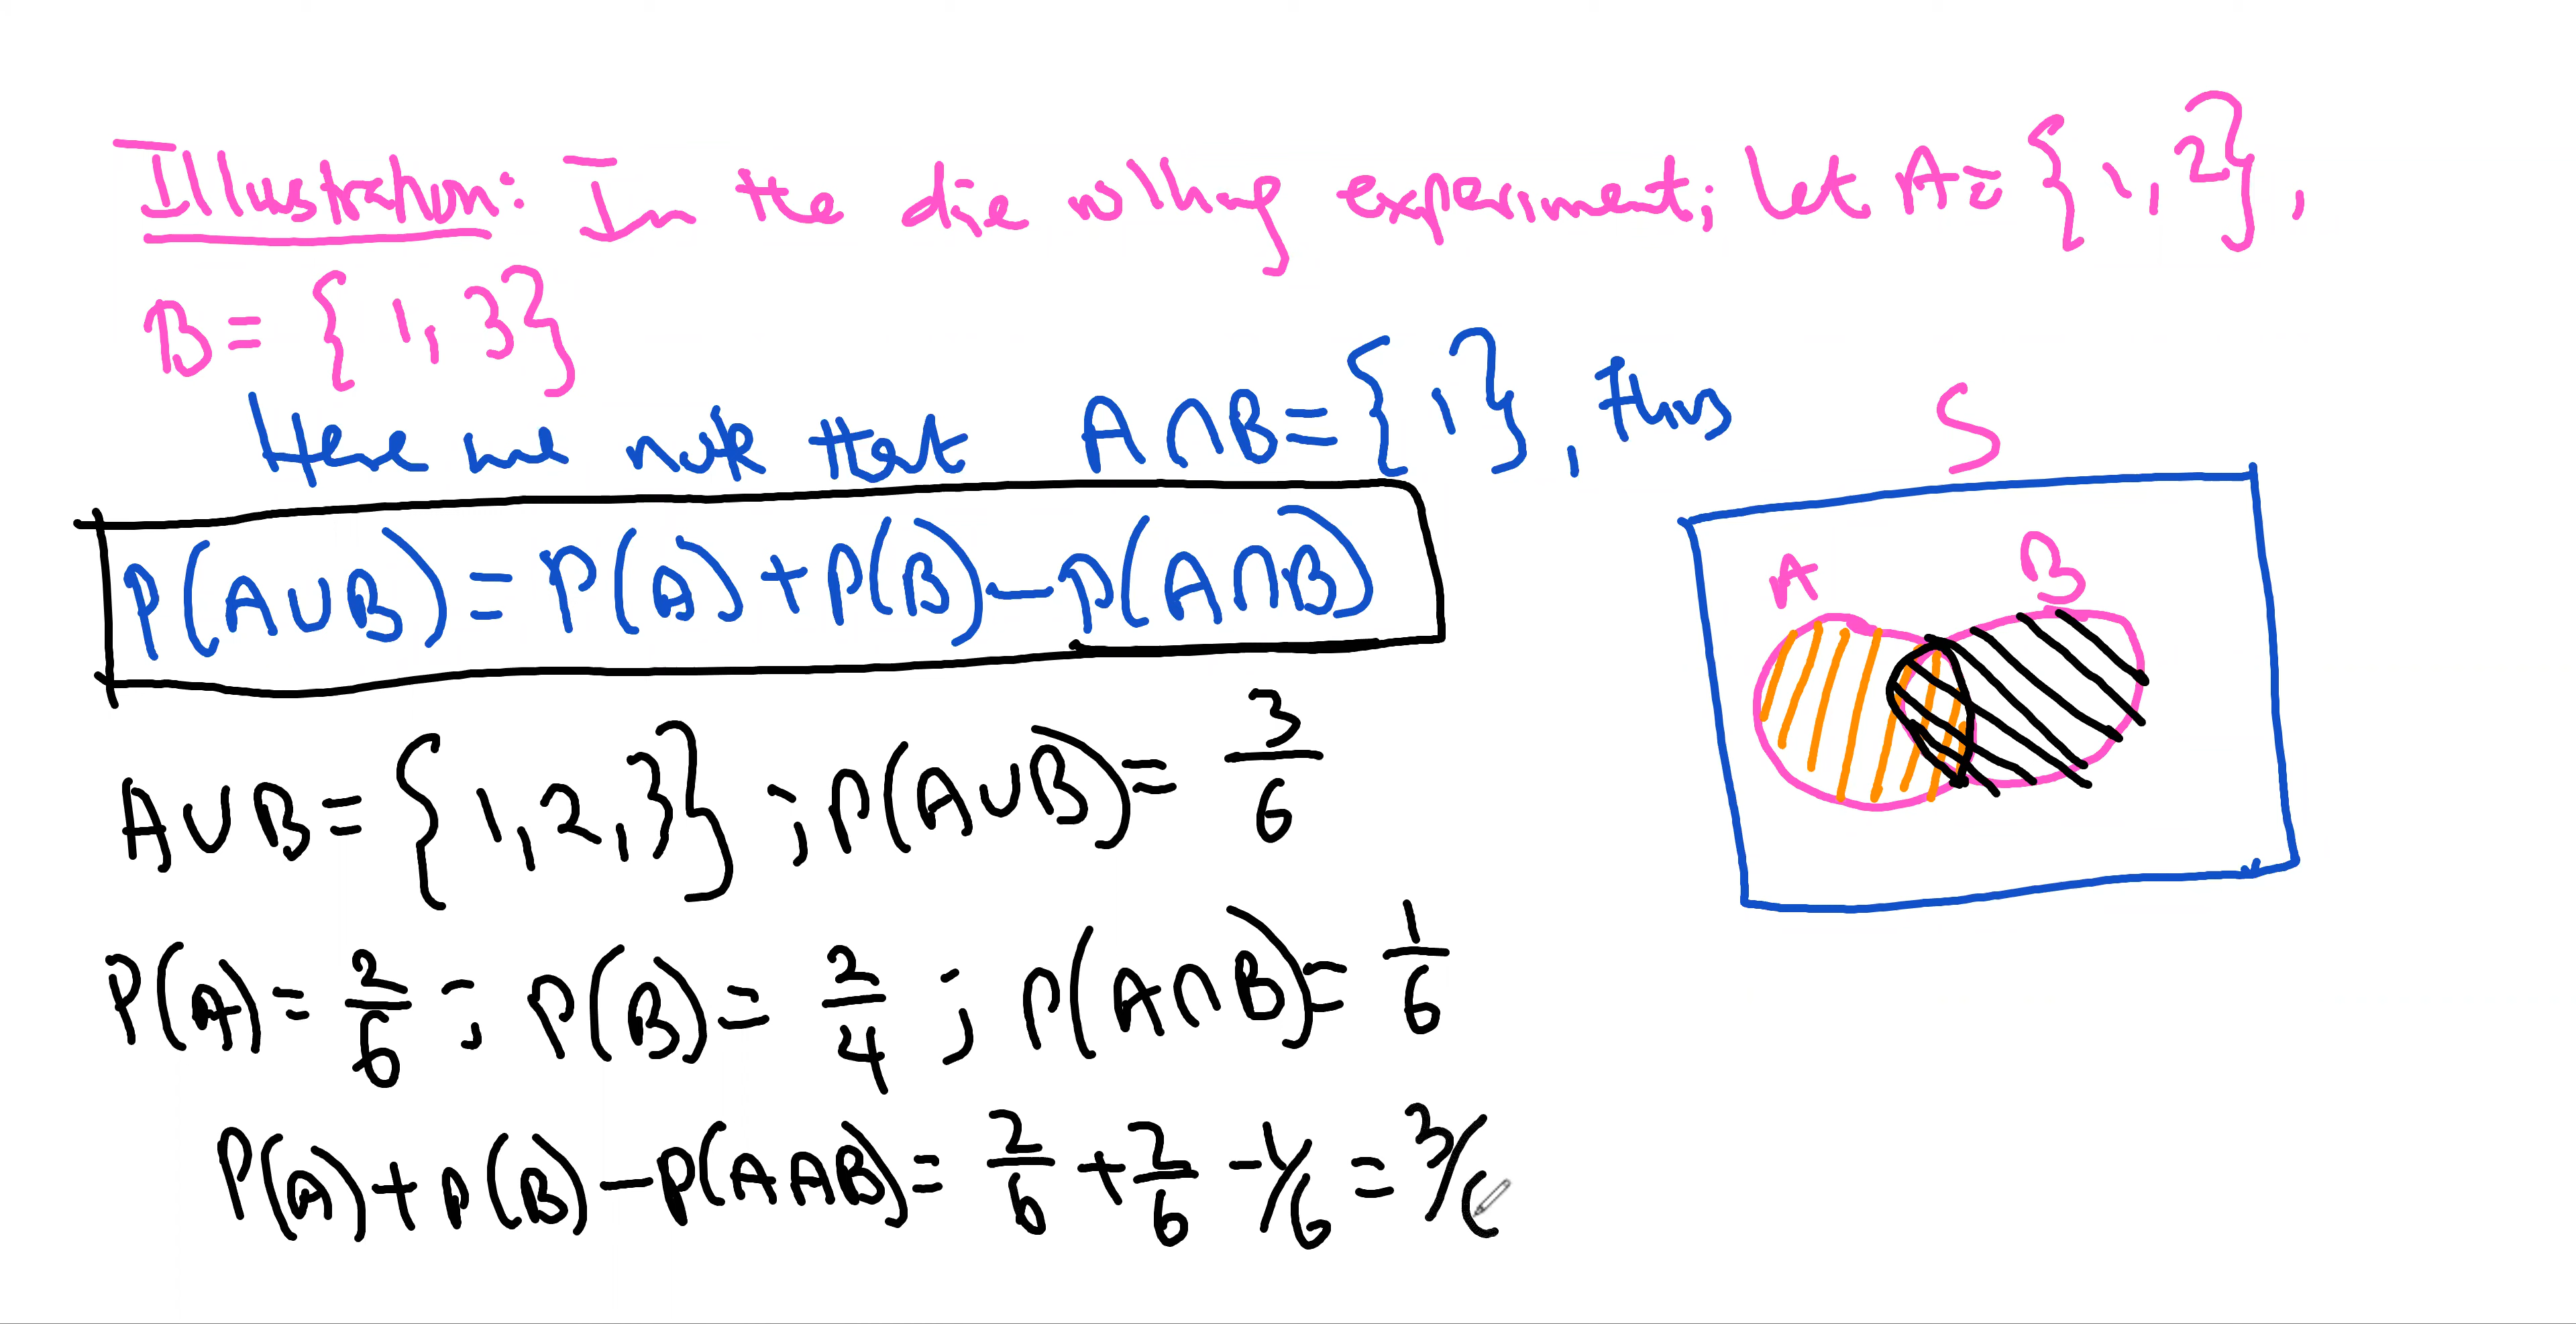 Illustration: In the die rolling experiment; let A = {1, 2},
B = {1, 3}
Here we note that A∩B = {1}, thus
S
P(A∪B) = P(A) + P(B) - P(A∩B)
A B
A∪B = {1, 2, 3} ; P(A∪B) = 3/6
P(A) = 2/6 ; P(B) = 2/4 ; P(A∩B) = 1/6
P(A) + P(B) - P(A∩B) = 2/6 + 2/6 - 1/6 = 3/